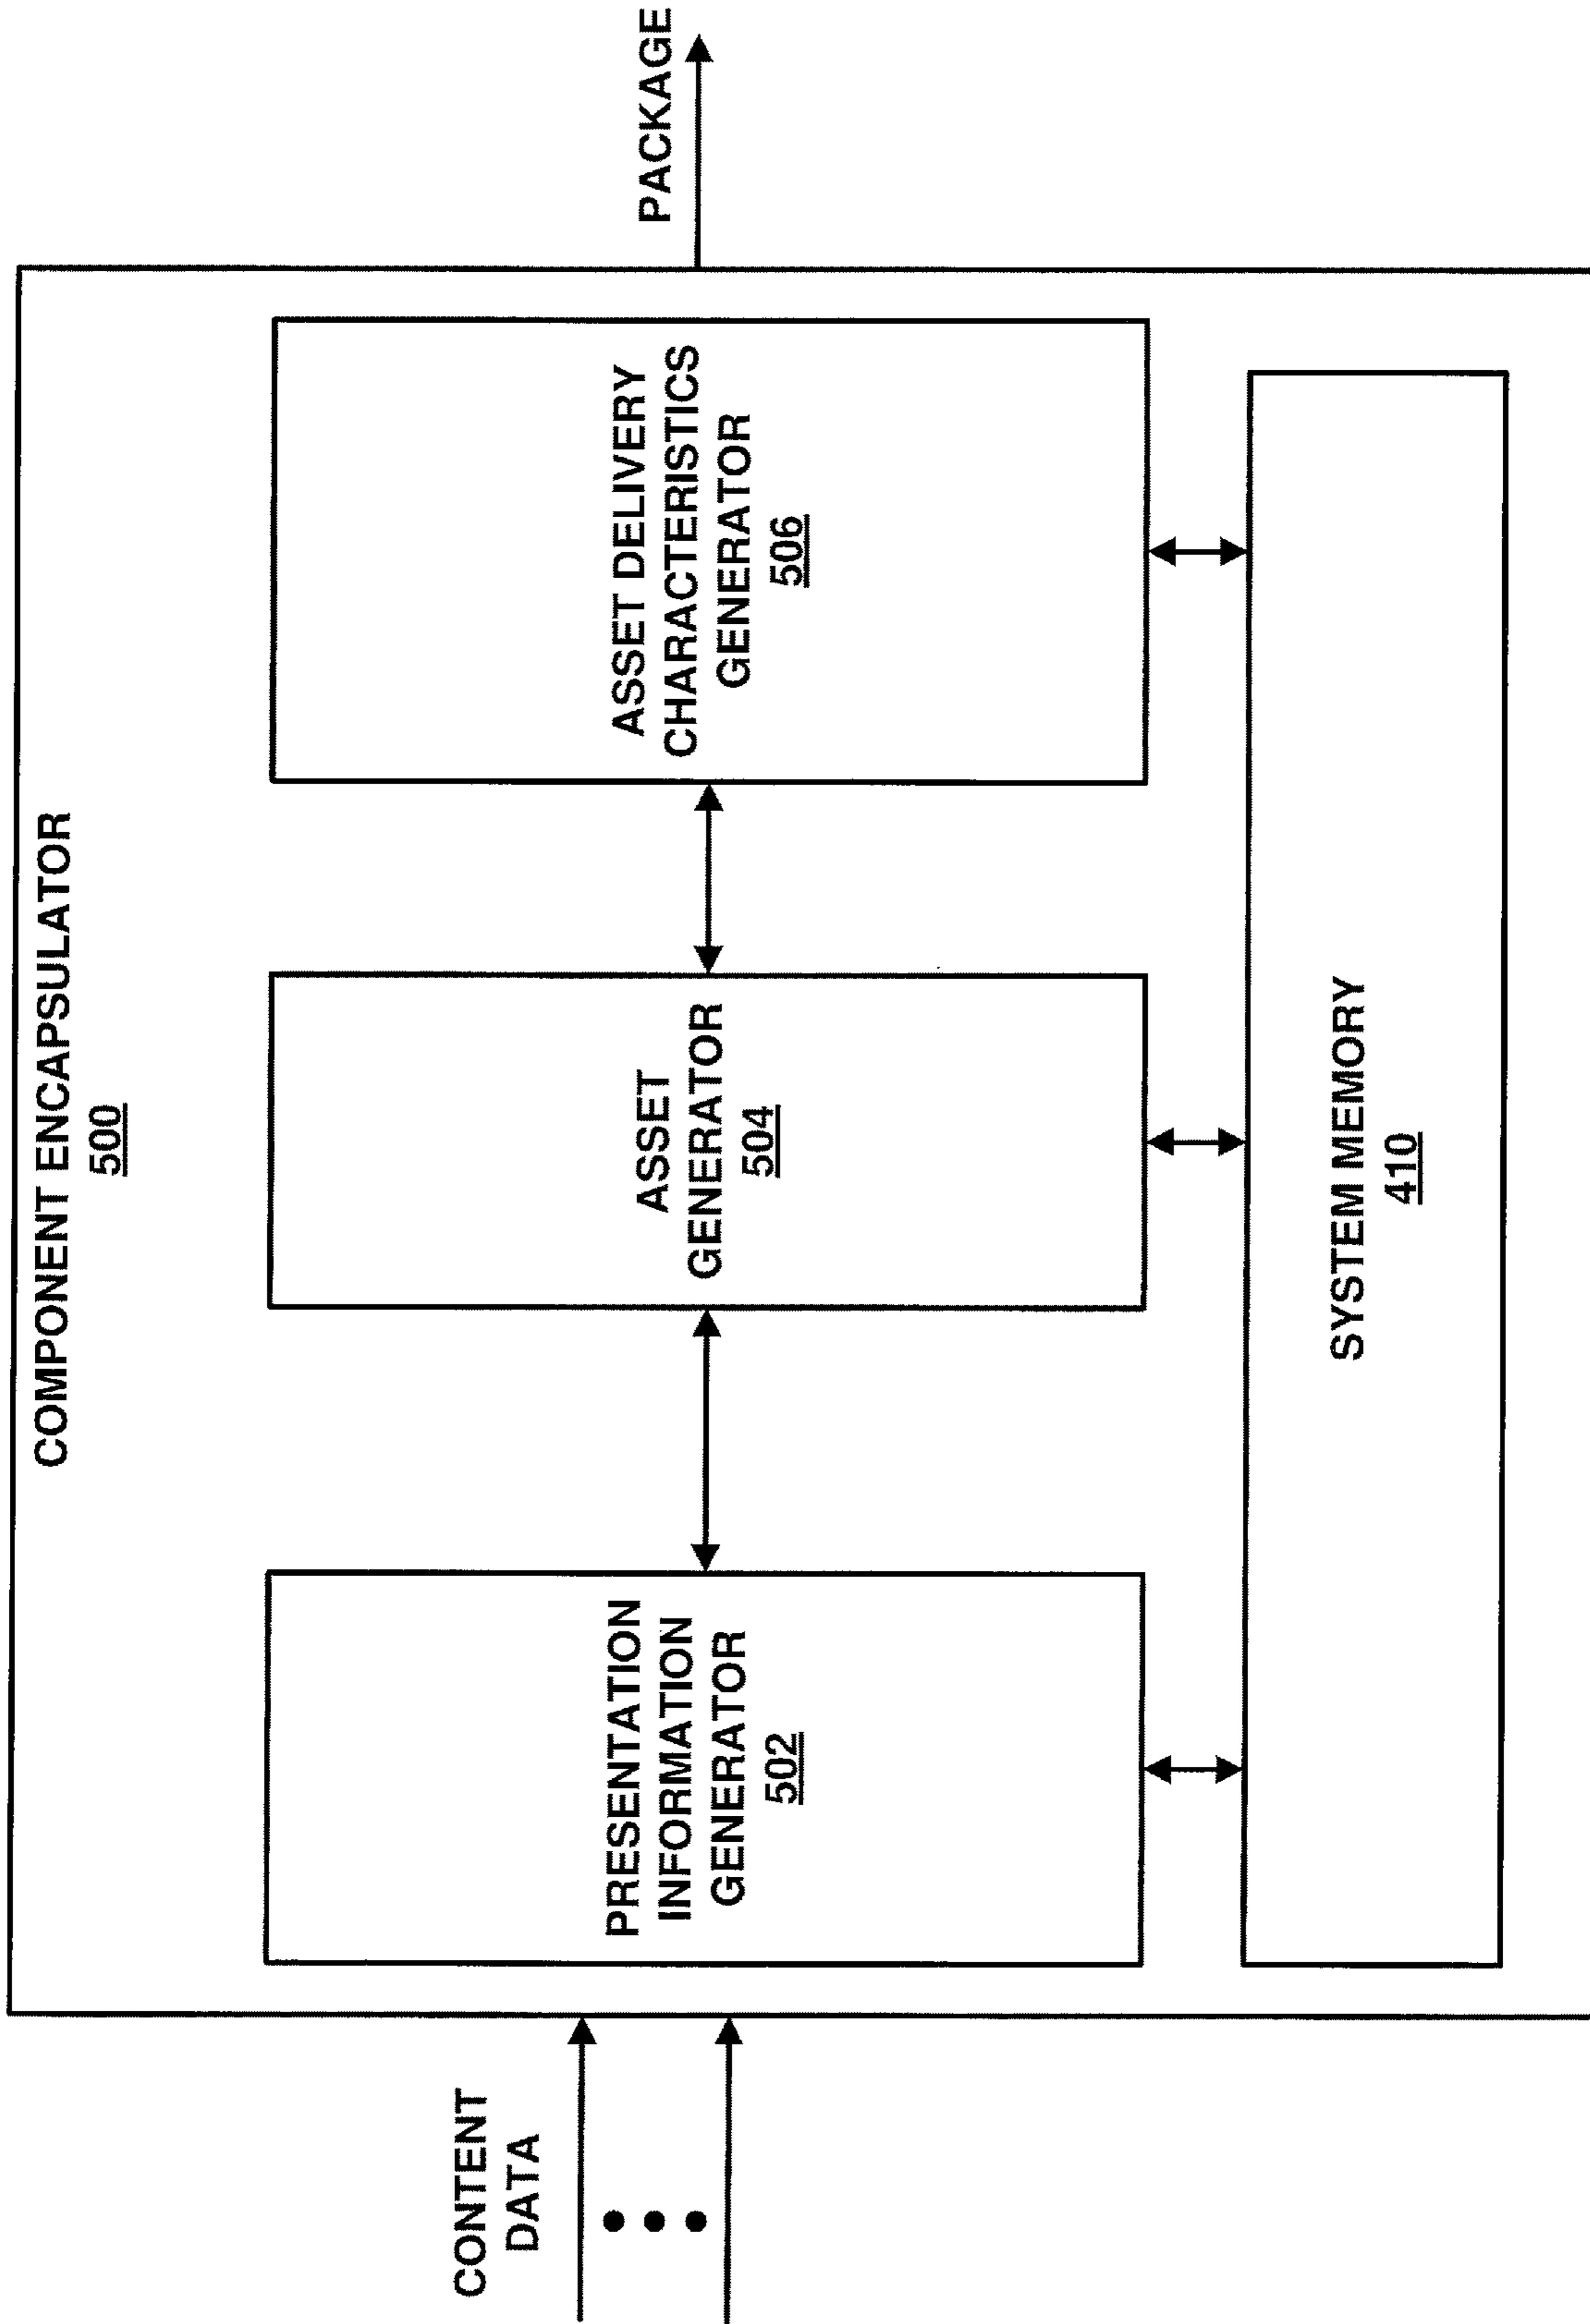 COMPONENT ENCAPSULATOR
500
CONTENT
DATA
PRESENTATION
INFORMATION
GENERATOR
502
ASSET
GENERATOR
504
ASSET DELIVERY
CHARACTERISTICS
GENERATOR
506
PACKAGE
SYSTEM MEMORY
410